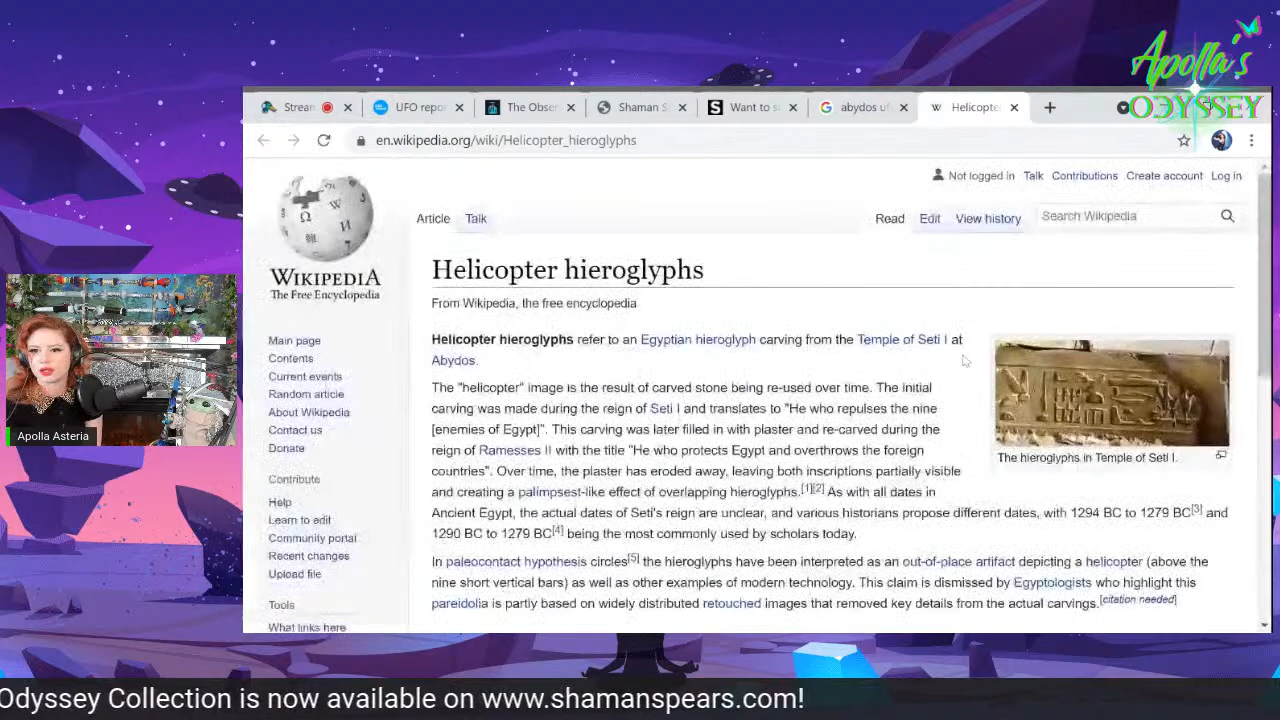 Apolla's
ODYSSEY
Stream
UFO repor
The Obser
Shaman S
Want to s
abydos uf
Helicopte
en.wikipedia.org/wiki/Helicopter_hieroglyphs
Not logged in Talk Contributions Create account Log in
Article Talk
Read Edit View history
Search Wikipedia
WIKIPEDIA
The Free Encyclopedia
Main page
Contents
Current events
Random article
About Wikipedia
Contact us
Donate
Contribute
Help
Learn to edit
Community portal
Recent changes
Upload file
Tools
What links here
Helicopter hieroglyphs
From Wikipedia, the free encyclopedia
Helicopter hieroglyphs refer to an Egyptian hieroglyph carving from the Temple of Seti I at
Abydos.
The "helicopter" image is the result of carved stone being re-used over time. The initial
carving was made during the reign of Seti I and translates to "He who repulses the nine
[enemies of Egypt]". This carving was later filled in with plaster and re-carved during the
reign of Ramesses II with the title "He who protects Egypt and overthrows the foreign
countries". Over time, the plaster has eroded away, leaving both inscriptions partially visible
and creating a palimpsest-like effect of overlapping hieroglyphs.[1][2] As with all dates in
Ancient Egypt, the actual dates of Seti's reign are unclear, and various historians propose different dates, with 1294 BC to 1279 BC[3] and
1290 BC to 1279 BC[4] being the most commonly used by scholars today.
In paleocontact hypothesis circles[5] the hieroglyphs have been interpreted as an out-of-place artifact depicting a helicopter (above the
nine short vertical bars) as well as other examples of modern technology. This claim is dismissed by Egyptologists who highlight this
pareidolia is partly based on widely distributed retouched images that removed key details from the actual carvings.[citation needed]
The hieroglyphs in Temple of Seti I.
Apolla Asteria
Odyssey Collection is now available on www.shamanspears.com!